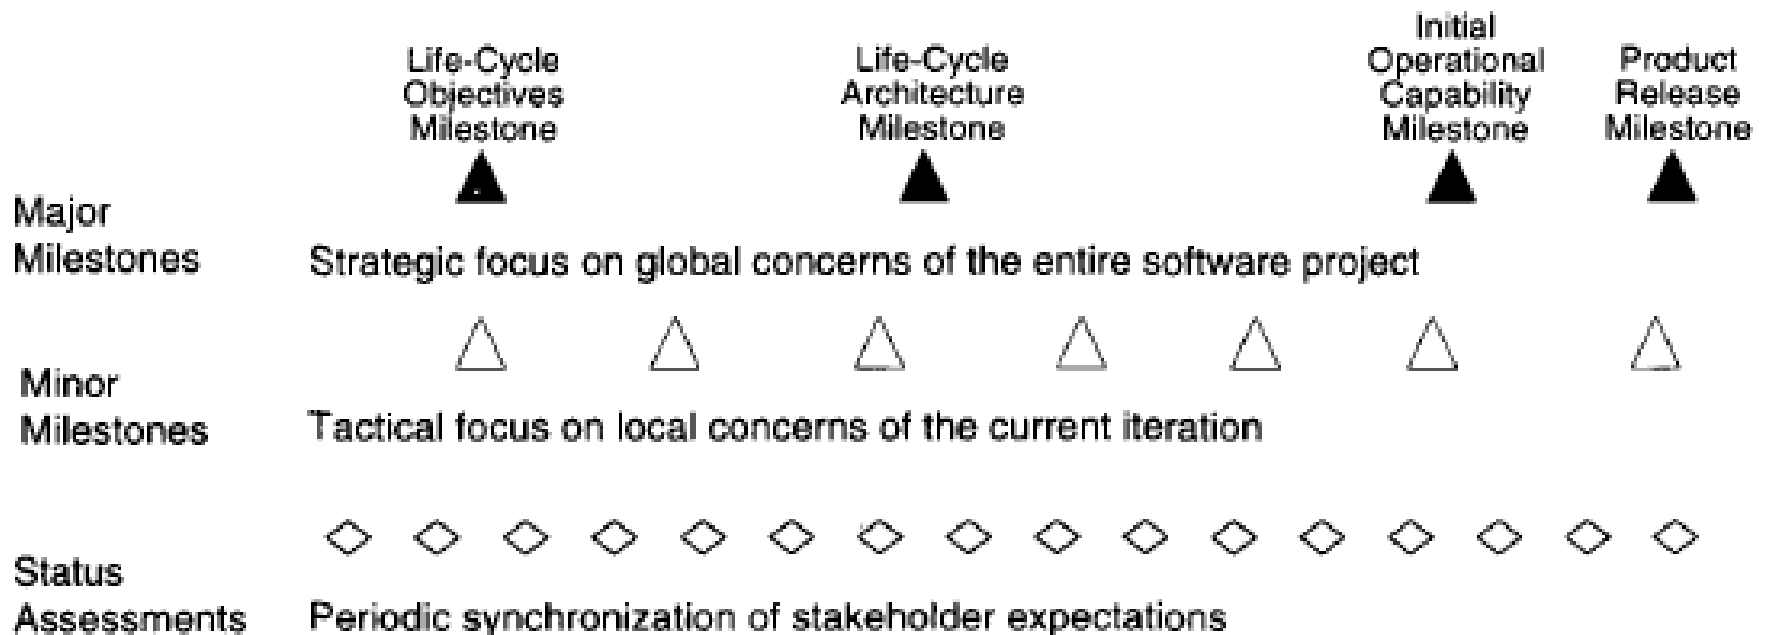 Life-Cycle
Objectives
Milestone
Life-Cycle
Architecture
Milestone
Initial
Operational
Capability
Milestone
Product
Release
Milestone
Major
Milestones
Strategic focus on global concerns of the entire software project
Minor
Milestones
Tactical focus on local concerns of the current iteration
Status
Assessments
Periodic synchronization of stakeholder expectations